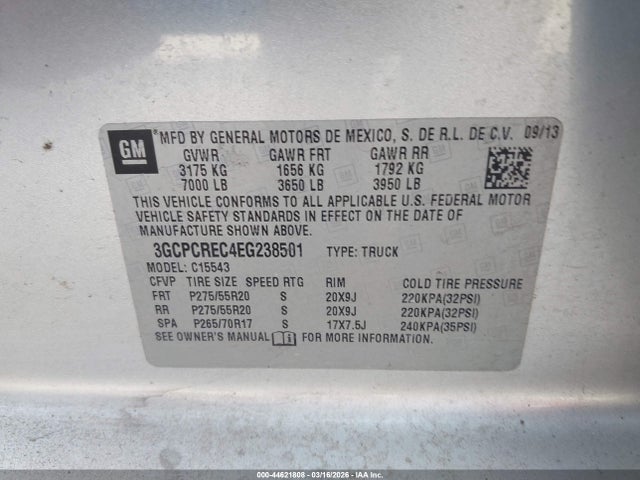 GM
*MFD BY GENERAL MOTORS DE MEXICO, S. DE R.L. DE C.V. 09/13
GVWR GAWR FRT GAWR RR
3175 KG 1656 KG 1792 KG
7000 LB 3650 LB 3950 LB
THIS VEHICLE CONFORMS TO ALL APPLICABLE U.S. FEDERAL MOTOR
VEHICLE SAFETY STANDARDS IN EFFECT ON THE DATE OF
MANUFACTURE SHOWN ABOVE.
3GCPCREC4EG238501 TYPE: TRUCK
MODEL: C15543
CFVP TIRE SIZE SPEED RTG RIM COLD TIRE PRESSURE
FRT P275/55R20 S 20X9J 220KPA(32PSI)
RR P275/55R20 S 20X9J 220KPA(32PSI)
SPA P265/70R17 S 17X7.5J 240KPA(35PSI)
SEE OWNER'S MANUAL FOR MORE INFORMATION.
000-44621808 | 03/16/2026 | IAA Inc.